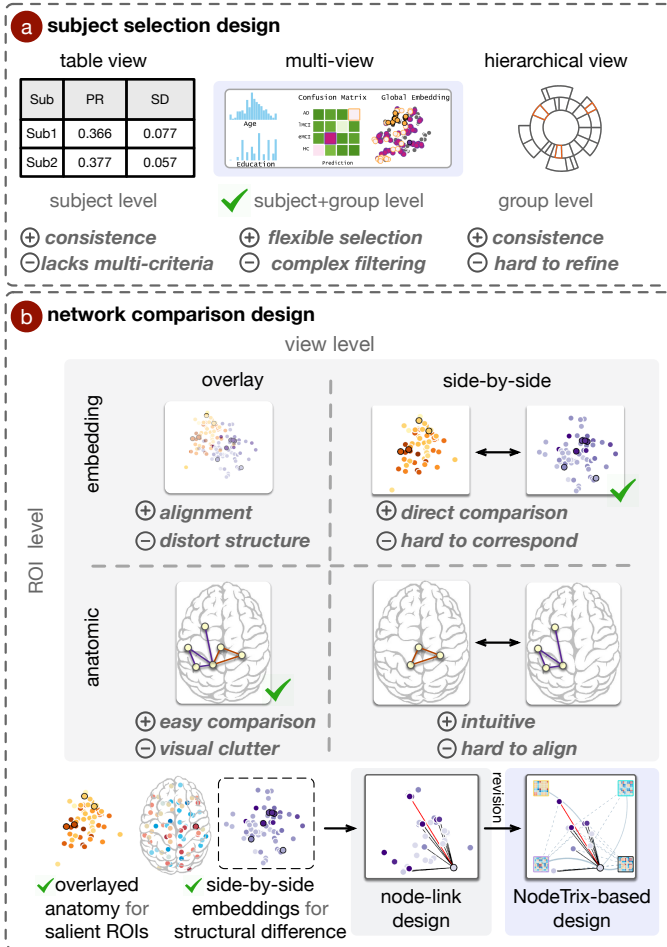 a subject selection design
table view
multi-view
hierarchical view
Sub PR SD
Sub1 0.366 0.077
Sub2 0.377 0.057
Confusion Matrix
Global Embedding
Age
Education
AD
lMCI
eMCI
HC
Prediction
subject level
subject+group level
group level
+ consistence
− lacks multi-criteria
+ flexible selection
− complex filtering
+ consistence
− hard to refine
b network comparison design
view level
ROI level
overlay
side-by-side
embedding
+ alignment
− distort structure
+ direct comparison
− hard to correspond
anatomic
+ easy comparison
− visual clutter
+ intuitive
− hard to align
overlayed
anatomy for
salient ROIs
side-by-side
embeddings for
structural difference
node-link
design
revision
NodeTrix-based
design